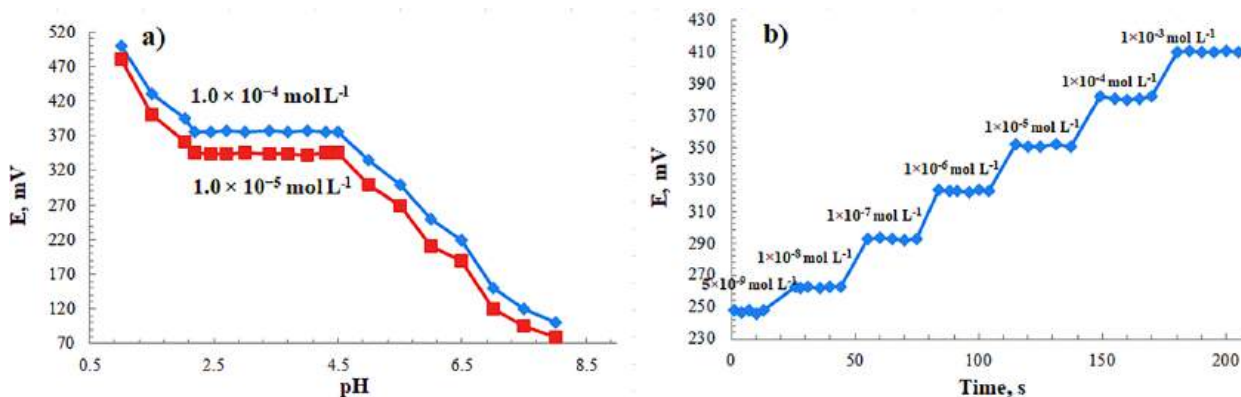 a)
E, mV
520
470
420
370
320
270
220
170
120
70
1.0 × 10⁻⁴ mol L⁻¹
1.0 × 10⁻⁵ mol L⁻¹
0.5 2.5 4.5 6.5 8.5
pH
b)
E, mV
430
410
390
370
350
330
310
290
270
250
230
1×10⁻³ mol L⁻¹
1×10⁻⁴ mol L⁻¹
1×10⁻⁵ mol L⁻¹
1×10⁻⁶ mol L⁻¹
1×10⁻⁷ mol L⁻¹
1×10⁻⁸ mol L⁻¹
5×10⁻⁹ mol L⁻¹
0 50 100 150 200
Time, s